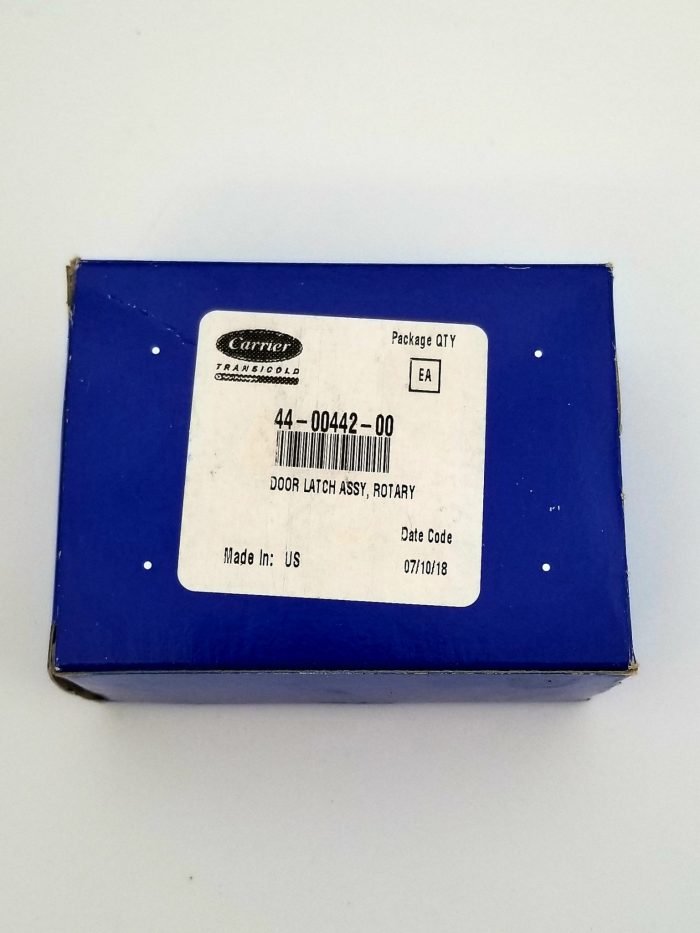 Carrier
TRANSICOLD
Package QTY
EA
44-00442-00
DOOR LATCH ASSY, ROTARY
Date Code
Made In: US
07/10/18